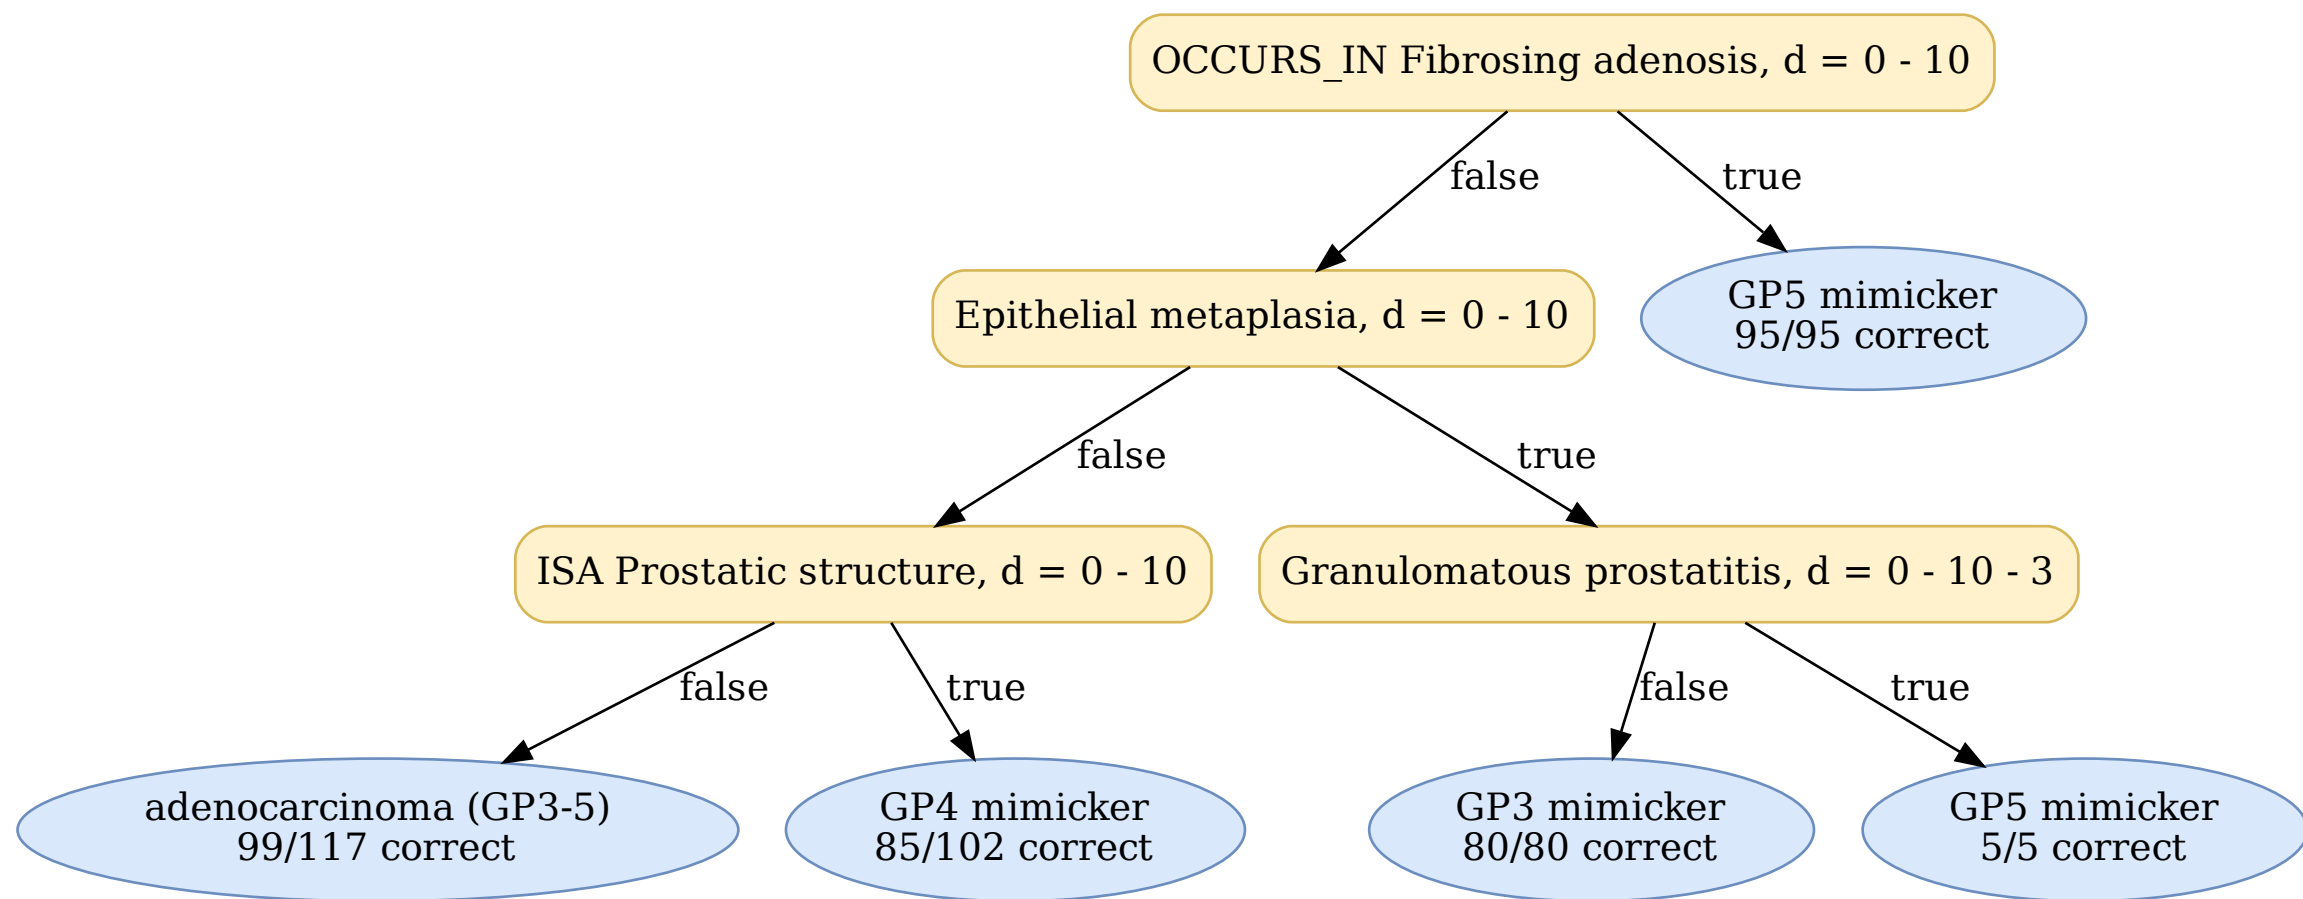 OCCURS_IN Fibrosing adenosis, d = 0 - 10
false
true
Epithelial metaplasia, d = 0 - 10
GP5 mimicker
95/95 correct
false
true
ISA Prostatic structure, d = 0 - 10
Granulomatous prostatitis, d = 0 - 10 - 3
false
true
false
true
adenocarcinoma (GP3-5)
99/117 correct
GP4 mimicker
85/102 correct
GP3 mimicker
80/80 correct
GP5 mimicker
5/5 correct